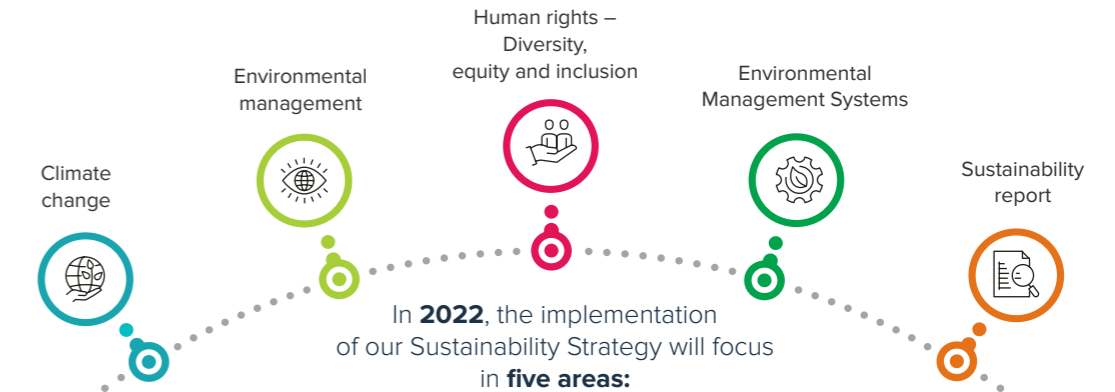 Climate
change
Environmental
management
Human rights –
Diversity,
equity and inclusion
Environmental
Management Systems
Sustainability
report
In 2022, the implementation
of our Sustainability Strategy will focus
in five areas: